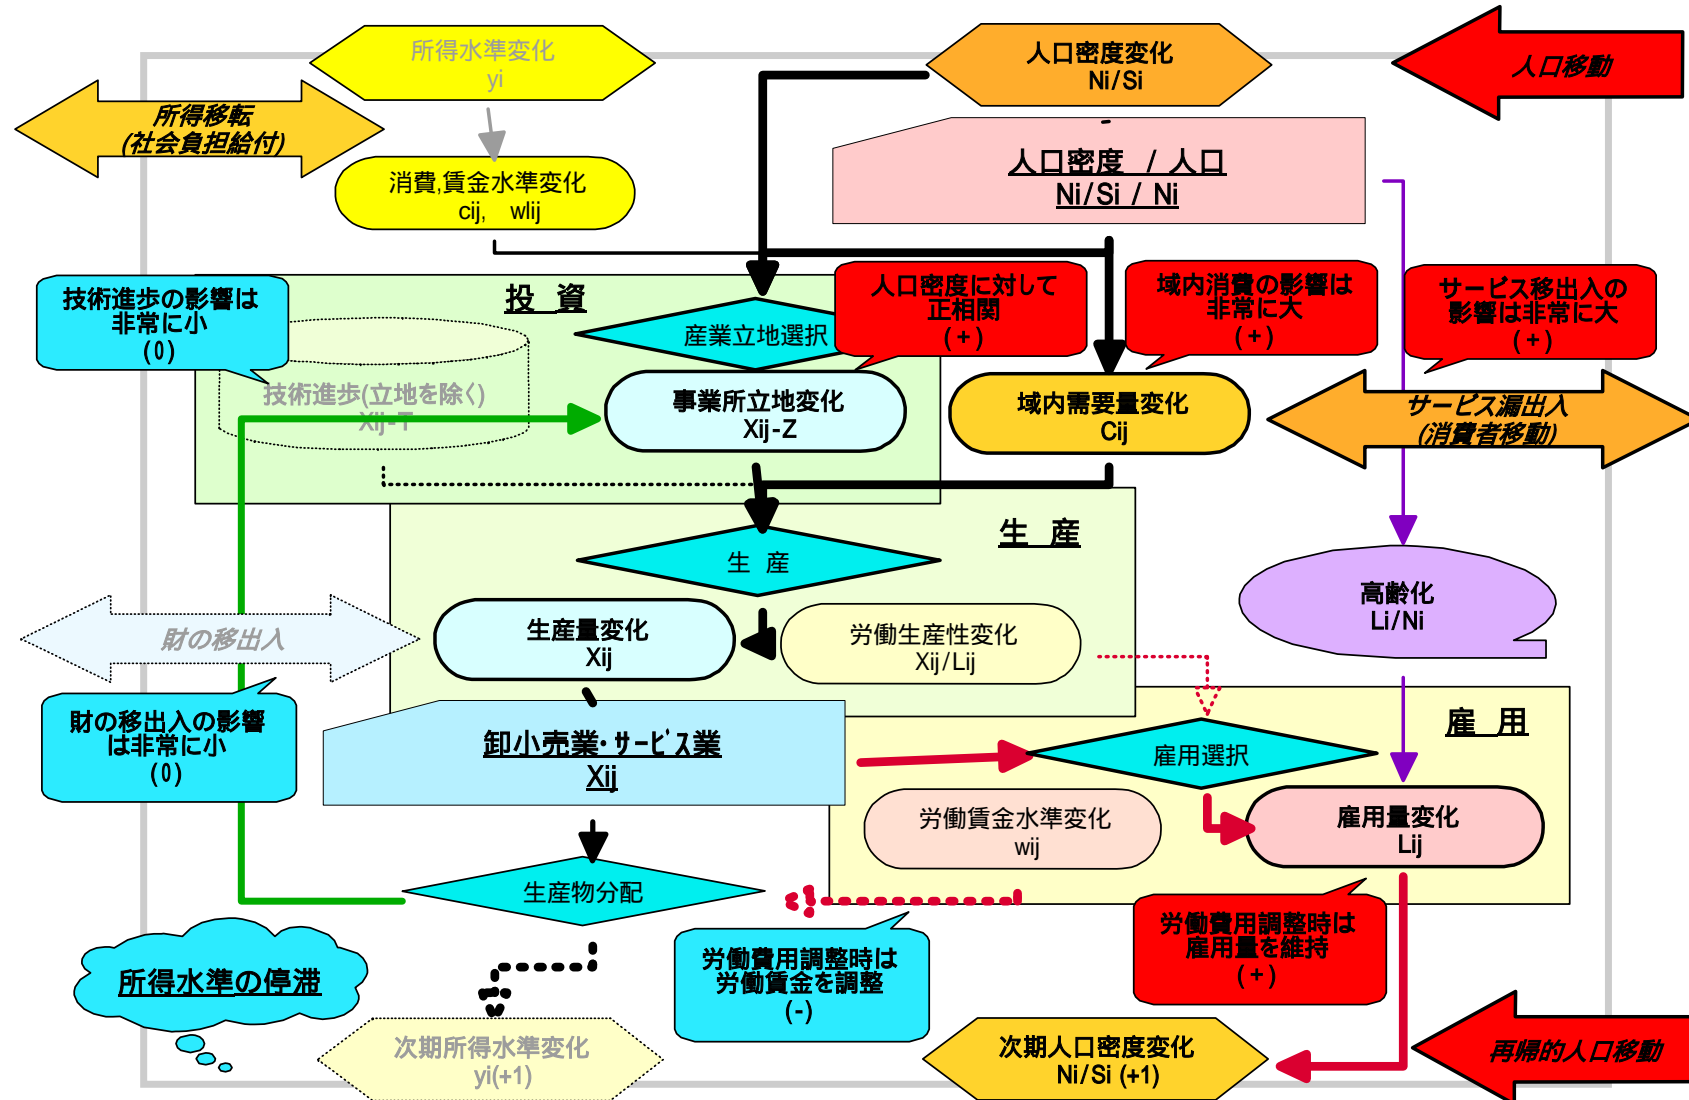 所得水準変化
yi
人口密度変化
Ni/Si
人口移動
所得移転
(社会負担給付)
人口密度 / 人口
Ni/Si / Ni
消費,賃金水準変化
cij, wlij
技術進歩の影響は
非常に小
(0)
投 資
人口密度に対して
正相関
(+)
域内消費の影響は
非常に大
(+)
サービス移出入の
影響は非常に大
(+)
産業立地選択
技術進歩(立地を除く)
Xij-T
事業所立地変化
Xij-Z
域内需要量変化
Cij
サービス漏出入
(消費者移動)
生 産
生 産
高齢化
Li/Ni
財の移出入
生産量変化
Xij
労働生産性変化
Xij/Lij
財の移出入の影響
は非常に小
(0)
卸小売業・サービス業
Xij
雇 用
雇用選択
労働賃金水準変化
wij
雇用量変化
Lij
生産物分配
労働費用調整時は
雇用量を維持
(+)
労働費用調整時は
労働賃金を調整
(-)
所得水準の停滞
次期所得水準変化
yi(+1)
次期人口密度変化
Ni/Si (+1)
再帰的人口移動